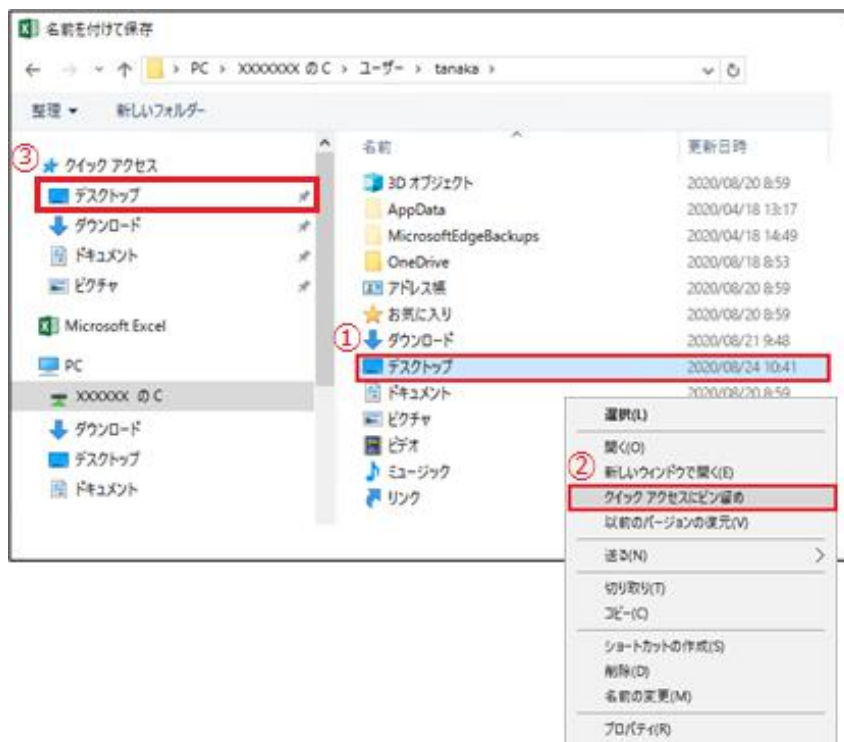 名前を付けて保存
PC > XXXXXXX の C > ユーザー > tanaka >
整理 新しいフォルダー
③
クイック アクセス
デスクトップ
ダウンロード
ドキュメント
ピクチャ
Microsoft Excel
PC
XXXXXX の C
ダウンロード
デスクトップ
ドキュメント
名前 更新日時
3D オブジェクト 2020/08/20 8:59
AppData 2020/04/18 13:17
MicrosoftEdgeBackups 2020/04/18 14:49
OneDrive 2020/08/18 8:53
アドレス帳 2020/08/20 8:59
お気に入り 2020/08/20 8:59
① ダウンロード 2020/08/21 9:48
デスクトップ 2020/08/24 10:41
ドキュメント 2020/08/20 8:59
ピクチャ
ビデオ
ミュージック
リンク
選択(L)
開く(O)
② 新しいウィンドウで開く(E)
クイック アクセスにピン留め
以前のバージョンの復元(V)
送る(N)
切り取り(T)
コピー(C)
ショートカットの作成(S)
削除(D)
名前の変更(M)
プロパティ(R)